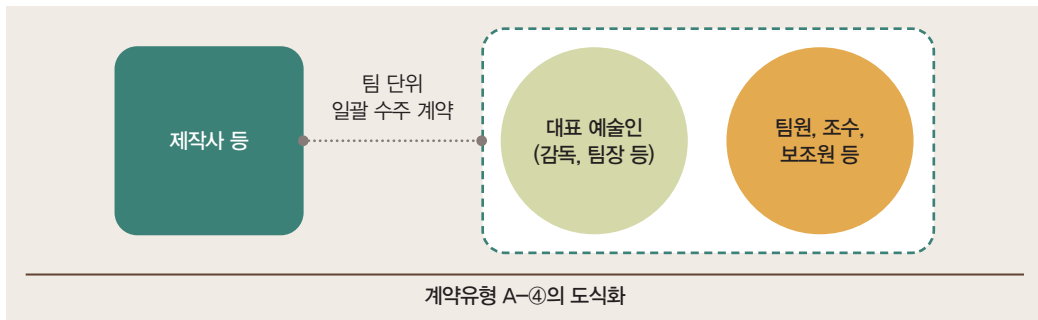 제작사 등
팀 단위
일괄 수주 계약
대표 예술인
(감독, 팀장 등)
팀원, 조수,
보조원 등
계약유형 A–④의 도식화